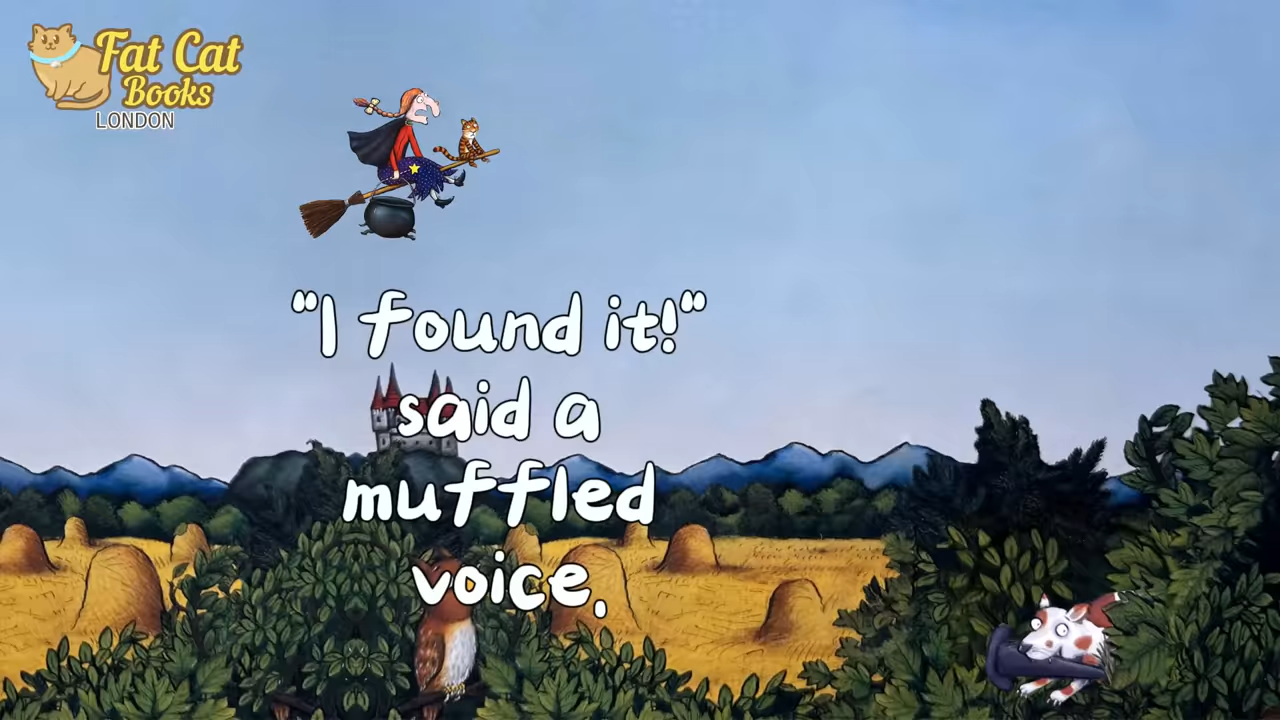 Fat Cat
Books
LONDON
“I found it!“
said a
muffled
voice.